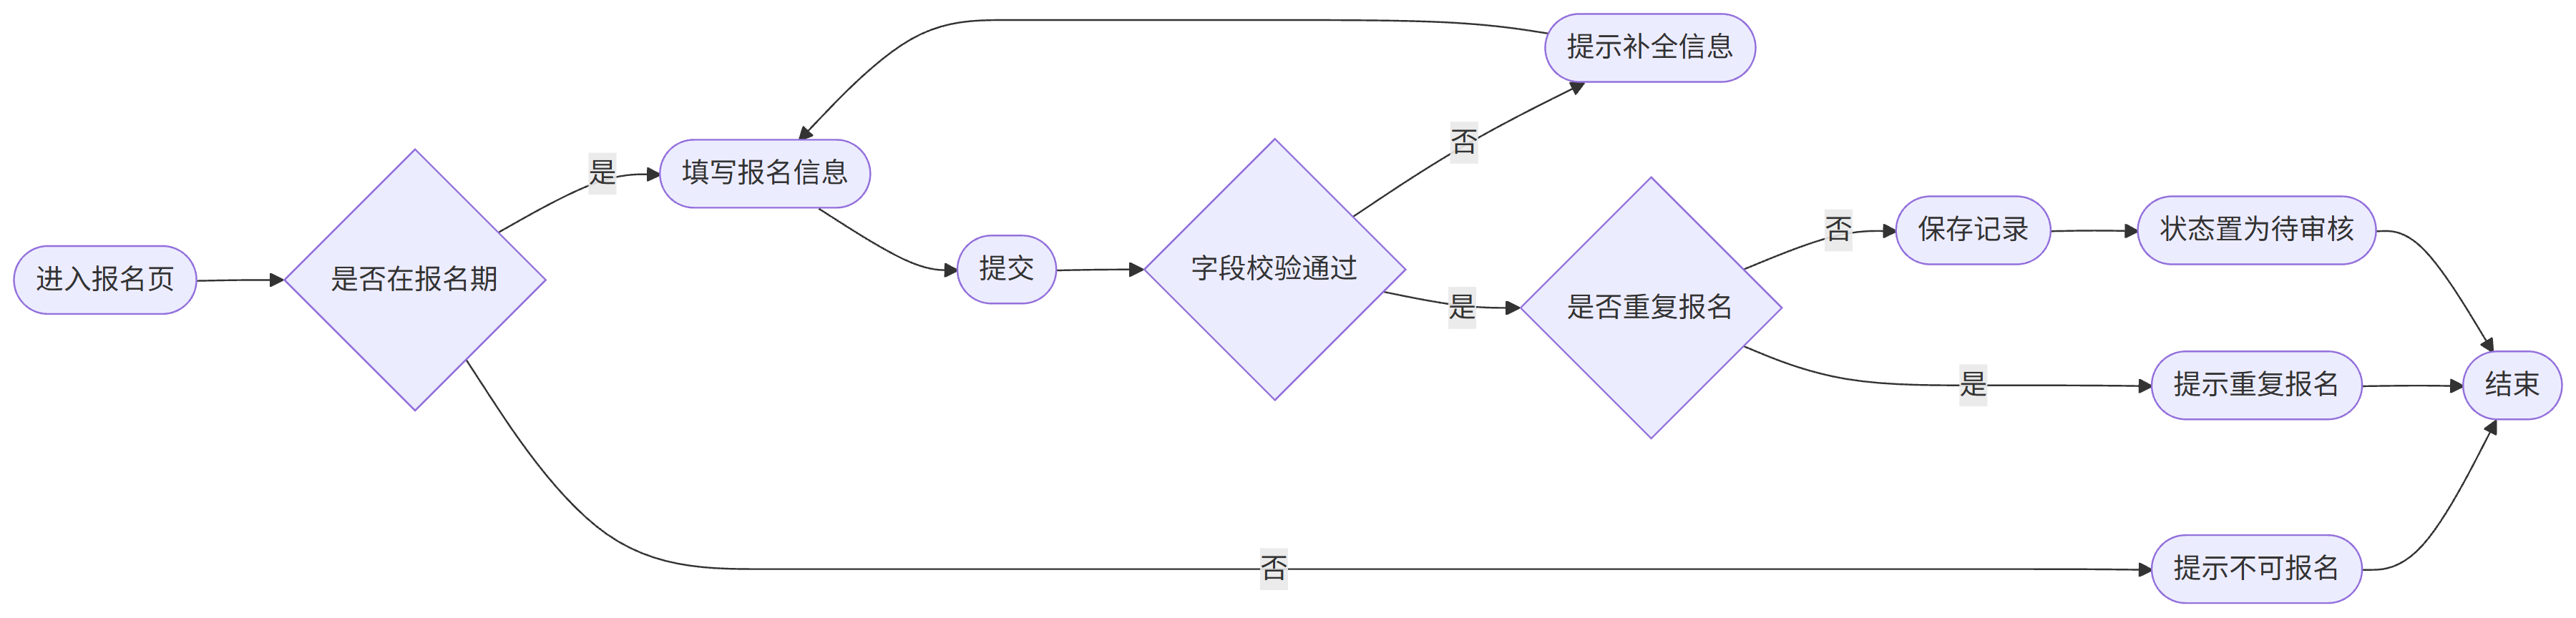 进入报名页
是否在报名期
是
填写报名信息
提交
字段校验通过
否
提示补全信息
是
是否重复报名
否
保存记录
状态置为待审核
是
提示重复报名
结束
否
提示不可报名